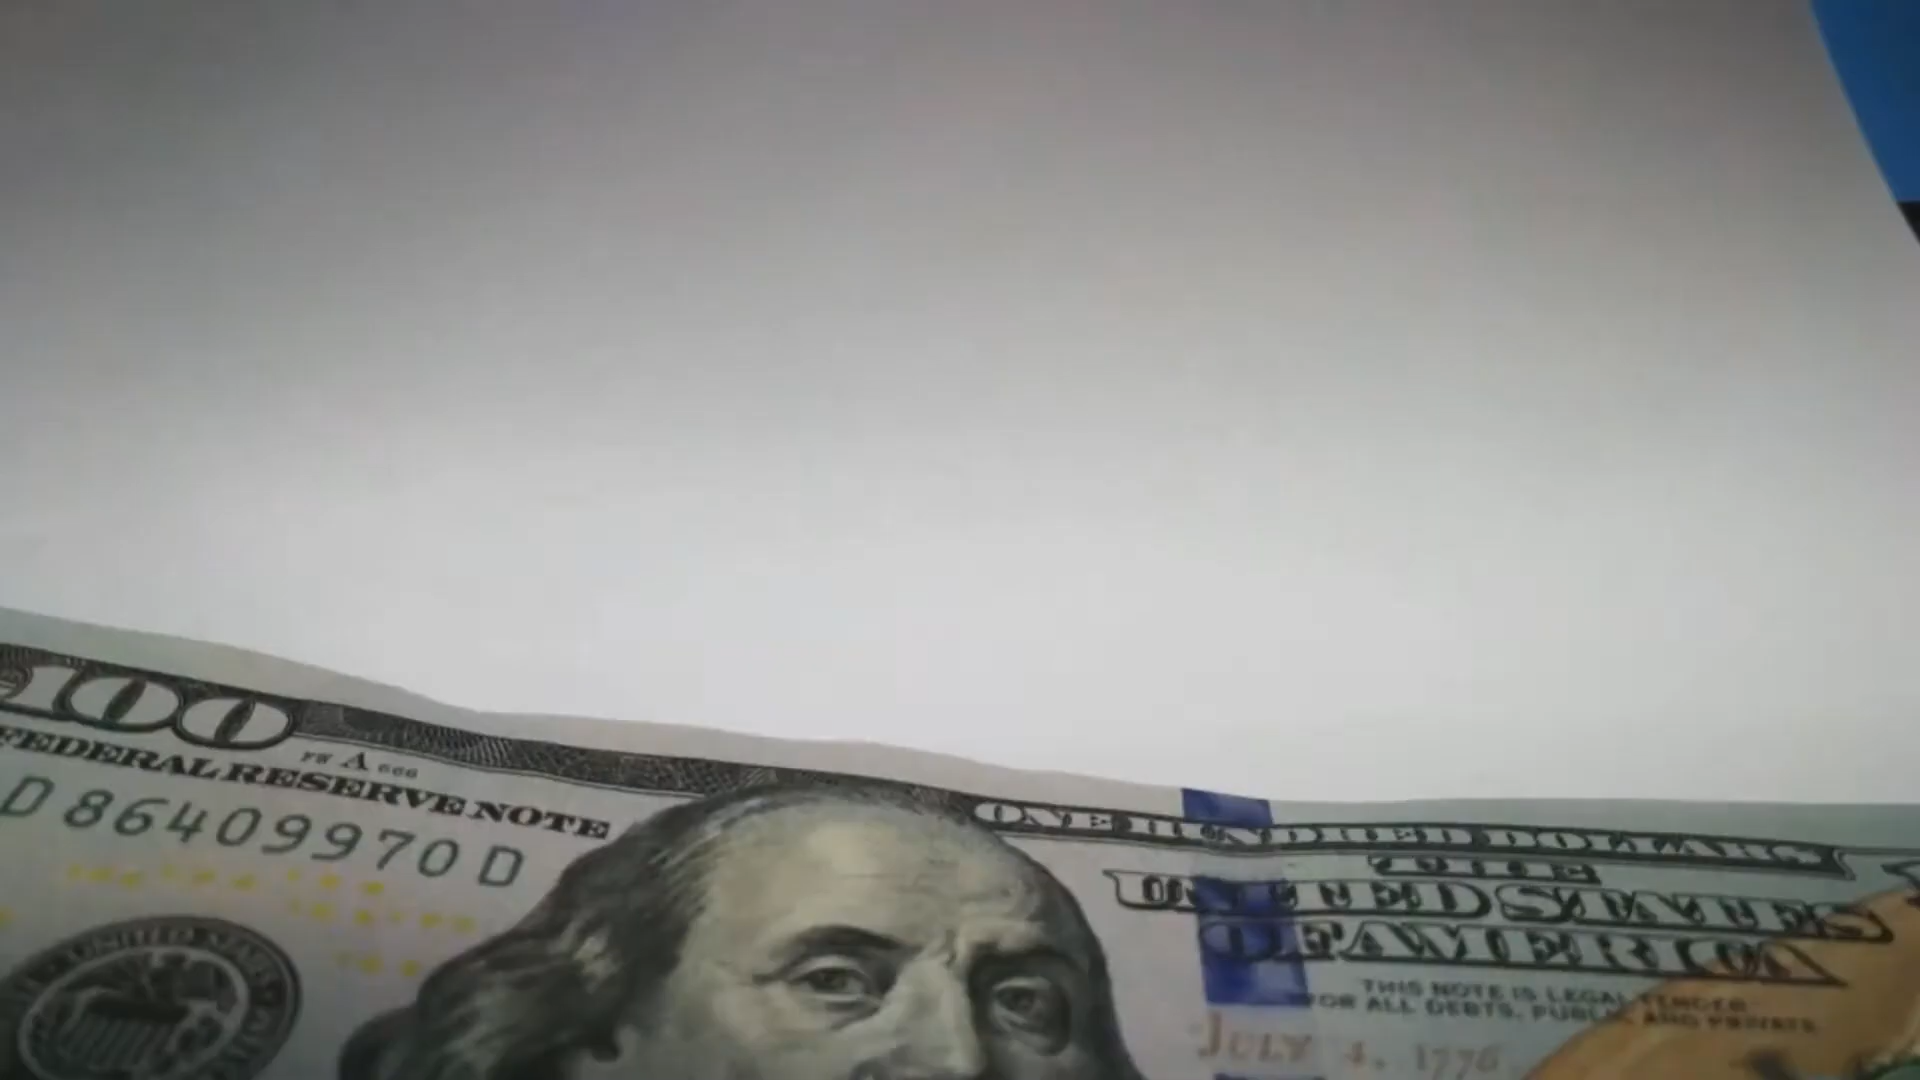 100
FEDERAL RESERVE NOTE
FW A 666
D 86409970 D
ONE HUNDRED DOLLARS
THE
UNITED STATES
OF AMERICA
THIS NOTE IS LEGAL TENDER
FOR ALL DEBTS, PUBLIC AND PRIVATE
JULY 4, 1776